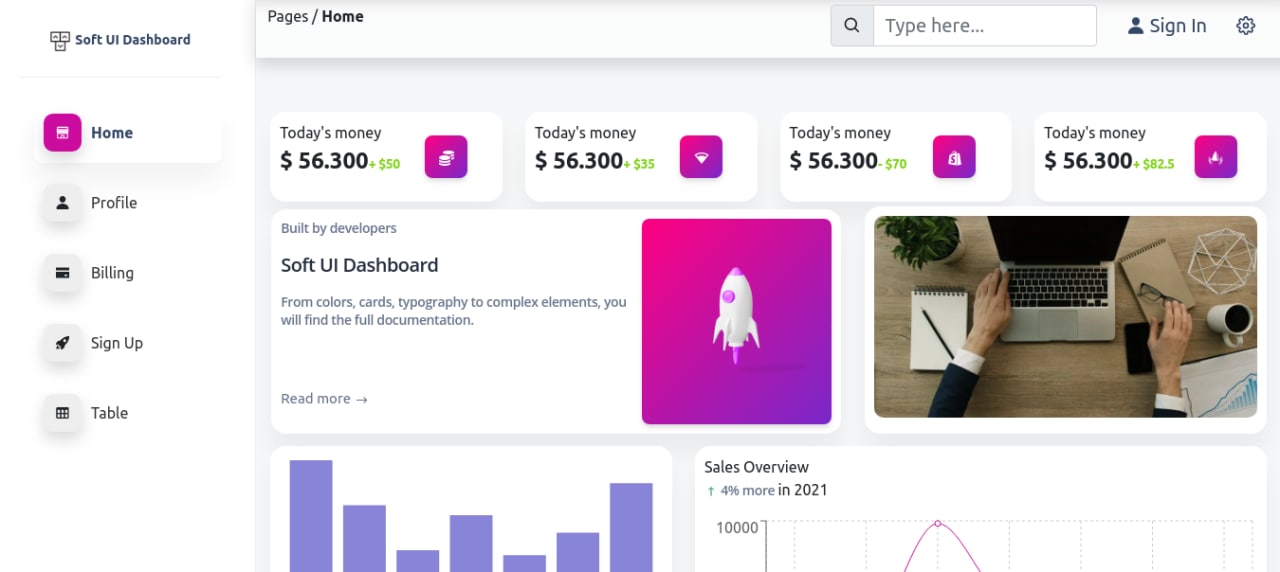 Soft UI Dashboard
Home
Profile
Billing
Sign Up
Table
Pages / Home
Type here...
Sign In
Today's money
$ 56.300+ $50
Today's money
$ 56.300+ $35
Today's money
$ 56.300- $70
Today's money
$ 56.300+ $82.5
Built by developers
Soft UI Dashboard
From colors, cards, typography to complex elements, you
will find the full documentation.
Read more →
Sales Overview
↑ 4% more in 2021
10000